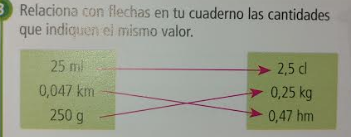 3 Relaciona con flechas en tu cuaderno las cantidades
que indiquen el mismo valor.
25 ml 2,5 cl
0,047 km 0,25 kg
250 g 0,47 hm